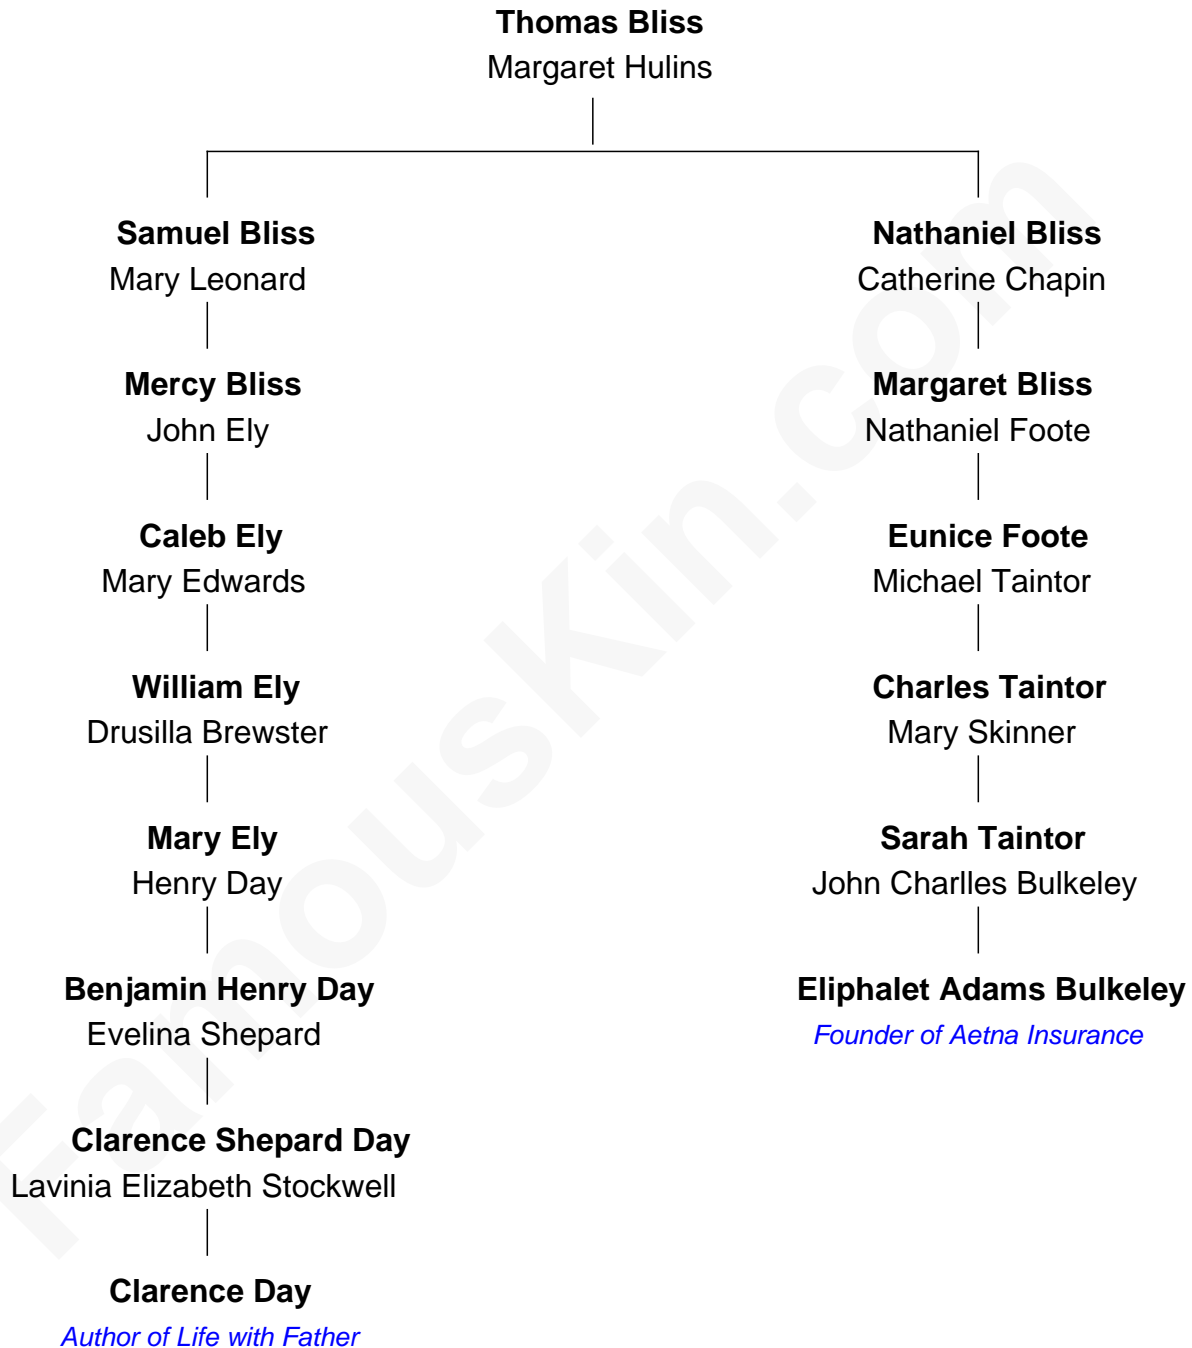 Thomas Bliss
Margaret Hulins
Samuel Bliss
Mary Leonard
Mercy Bliss
John Ely
Caleb Ely
Mary Edwards
William Ely
Drusilla Brewster
Mary Ely
Henry Day
Benjamin Henry Day
Evelina Shepard
Clarence Shepard Day
Lavinia Elizabeth Stockwell
Clarence Day
Author of Life with Father
Nathaniel Bliss
Catherine Chapin
Margaret Bliss
Nathaniel Foote
Eunice Foote
Michael Taintor
Charles Taintor
Mary Skinner
Sarah Taintor
John Charlles Bulkeley
Eliphalet Adams Bulkeley
Founder of Aetna Insurance
FamousKin.com